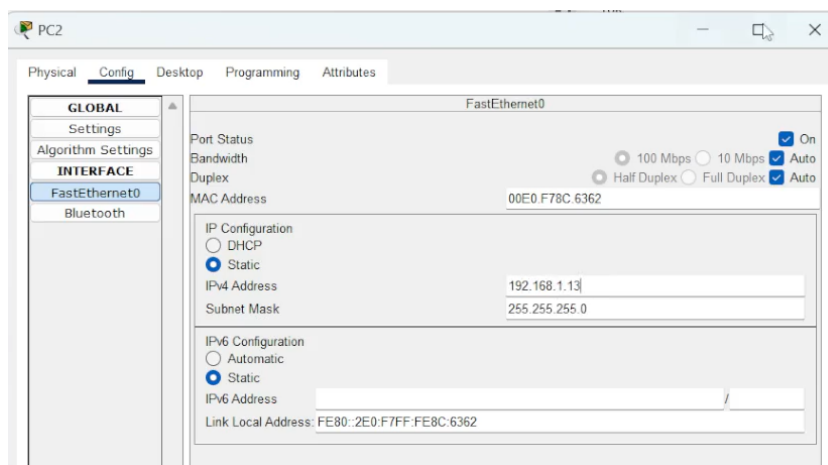 PC2
Physical Config Desktop Programming Attributes
GLOBAL
Settings
Algorithm Settings
INTERFACE
FastEthernet0
Bluetooth
FastEthernet0
Port Status On
Bandwidth 100 Mbps 10 Mbps Auto
Duplex Half Duplex Full Duplex Auto
MAC Address 00E0.F78C.6362
IP Configuration
DHCP
Static
IPv4 Address 192.168.1.13
Subnet Mask 255.255.255.0
IPv6 Configuration
Automatic
Static
IPv6 Address /
Link Local Address: FE80::2E0:F7FF:FE8C:6362